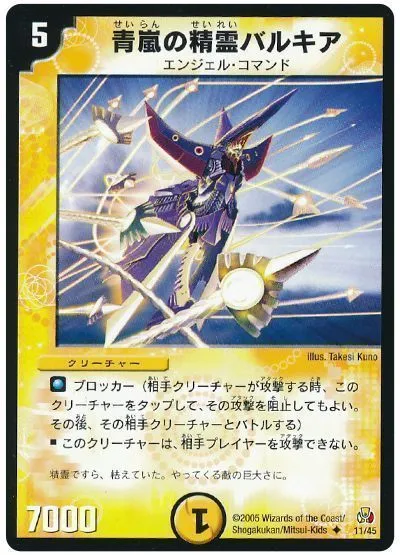 5
せいらん せいれい
青嵐の精霊バルキア
エンジェル・コマンド
illus. Takesi Kuno
クリーチャー
ブロッカー(相手クリーチャーが攻撃する時、この
クリーチャーをタップして、その攻撃を阻止してもよい。
その後、その相手クリーチャーとバトルする)
■ このクリーチャーは、相手プレイヤーを攻撃できない。
精霊ですら、怯えていた。やってくる敵の巨大さに。
7000
1
©2005 Wizards of the Coast/
Shogakukan/Mitsui-Kids
11/45